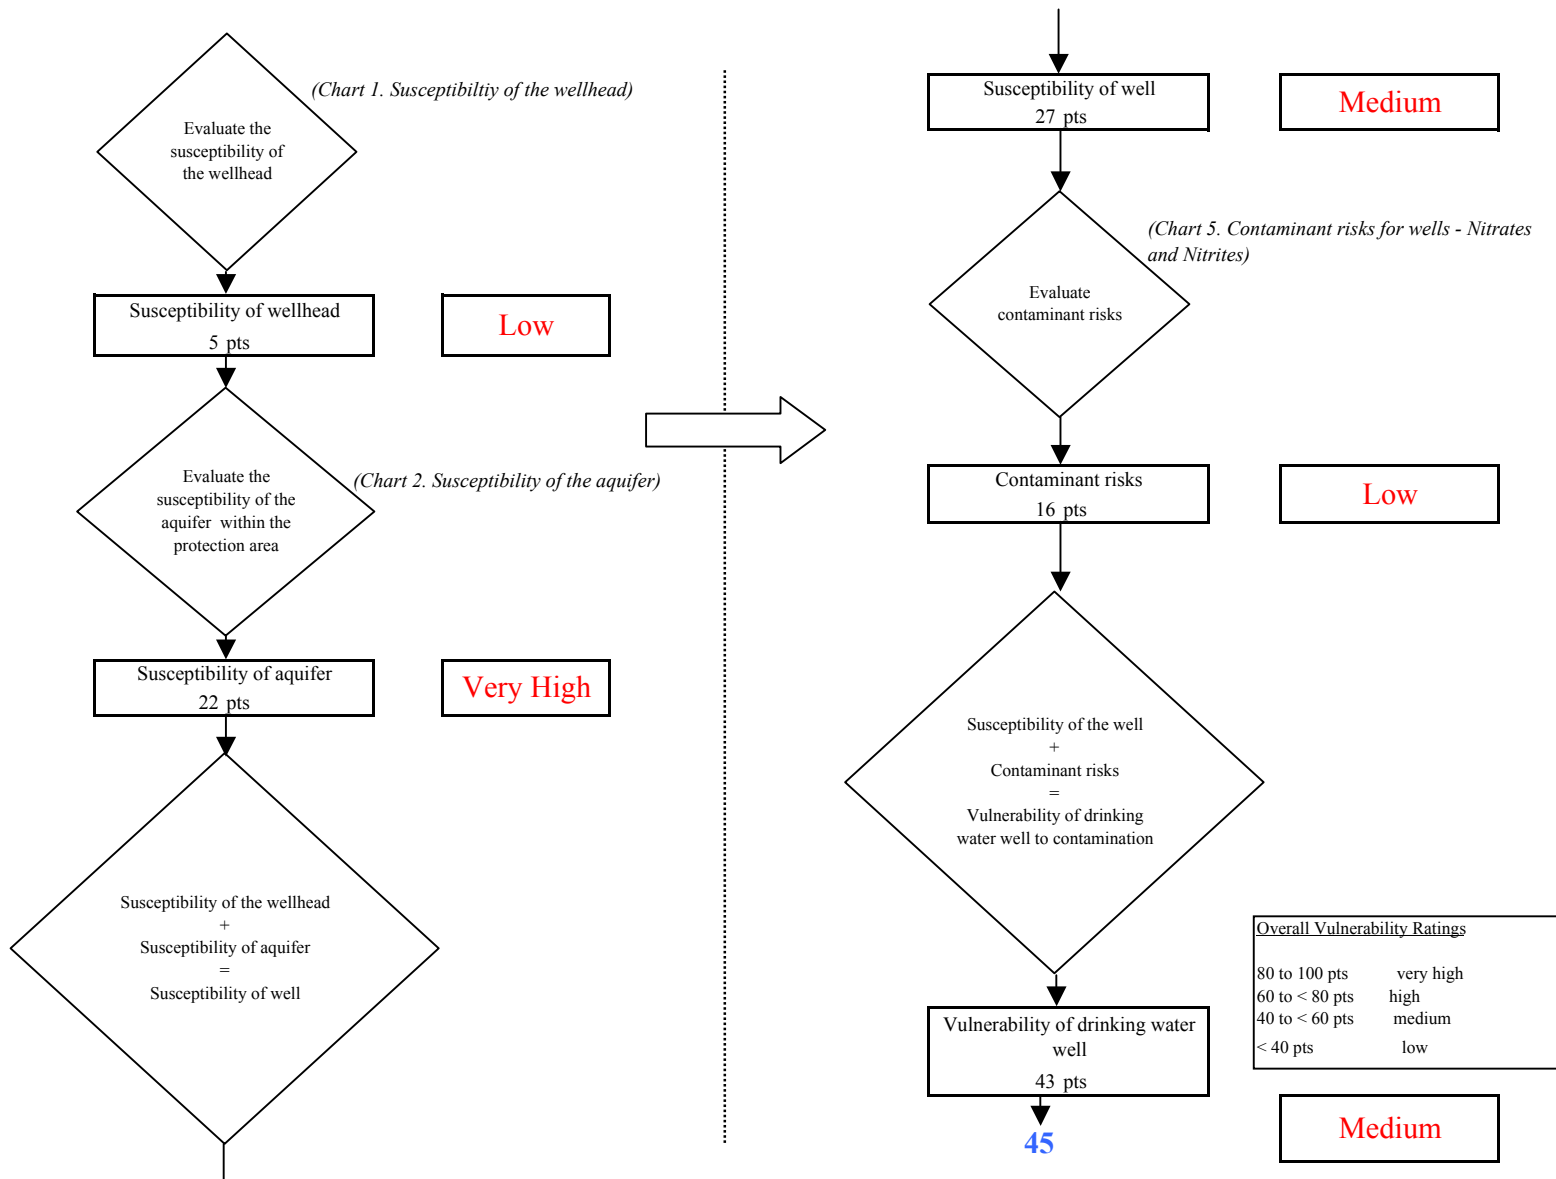 (Chart 1. Susceptibiltiy of the wellhead)
Evaluate the
susceptibility of
the wellhead
Susceptibility of wellhead
5 pts
Low
Evaluate the
susceptibility of the
aquifer within the
protection area
(Chart 2. Susceptibility of the aquifer)
Susceptibility of aquifer
22 pts
Very High
Susceptibility of the wellhead
+
Susceptibility of aquifer
=
Susceptibility of well
Susceptibility of well
27 pts
Medium
(Chart 5. Contaminant risks for wells - Nitrates
and Nitrites)
Evaluate
contaminant risks
Contaminant risks
16 pts
Low
Susceptibility of the well
+
Contaminant risks
=
Vulnerability of drinking
water well to contamination
Overall Vulnerability Ratings
80 to 100 pts very high
60 to < 80 pts high
40 to < 60 pts medium
< 40 pts low
Vulnerability of drinking water
well
43 pts
Medium
45